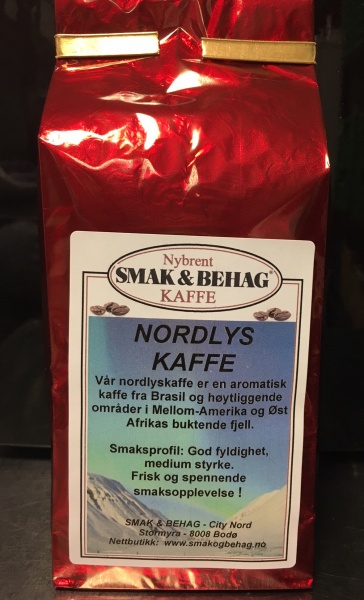 Nybrent
SMAK & BEHAG®
KAFFE
NORDLYS
KAFFE
Vår nordlyskaffe er en aromatisk
kaffe fra Brasil og høytliggende
områder i Mellom-Amerika og Øst
Afrikas buktende fjell.
Smaksprofil: God fyldighet,
medium styrke.
Frisk og spennende
smaksopplevelse !
SMAK & BEHAG - City Nord
Stormyra - 8008 Bodø
Nettbutikk: www.smakogbehag.no